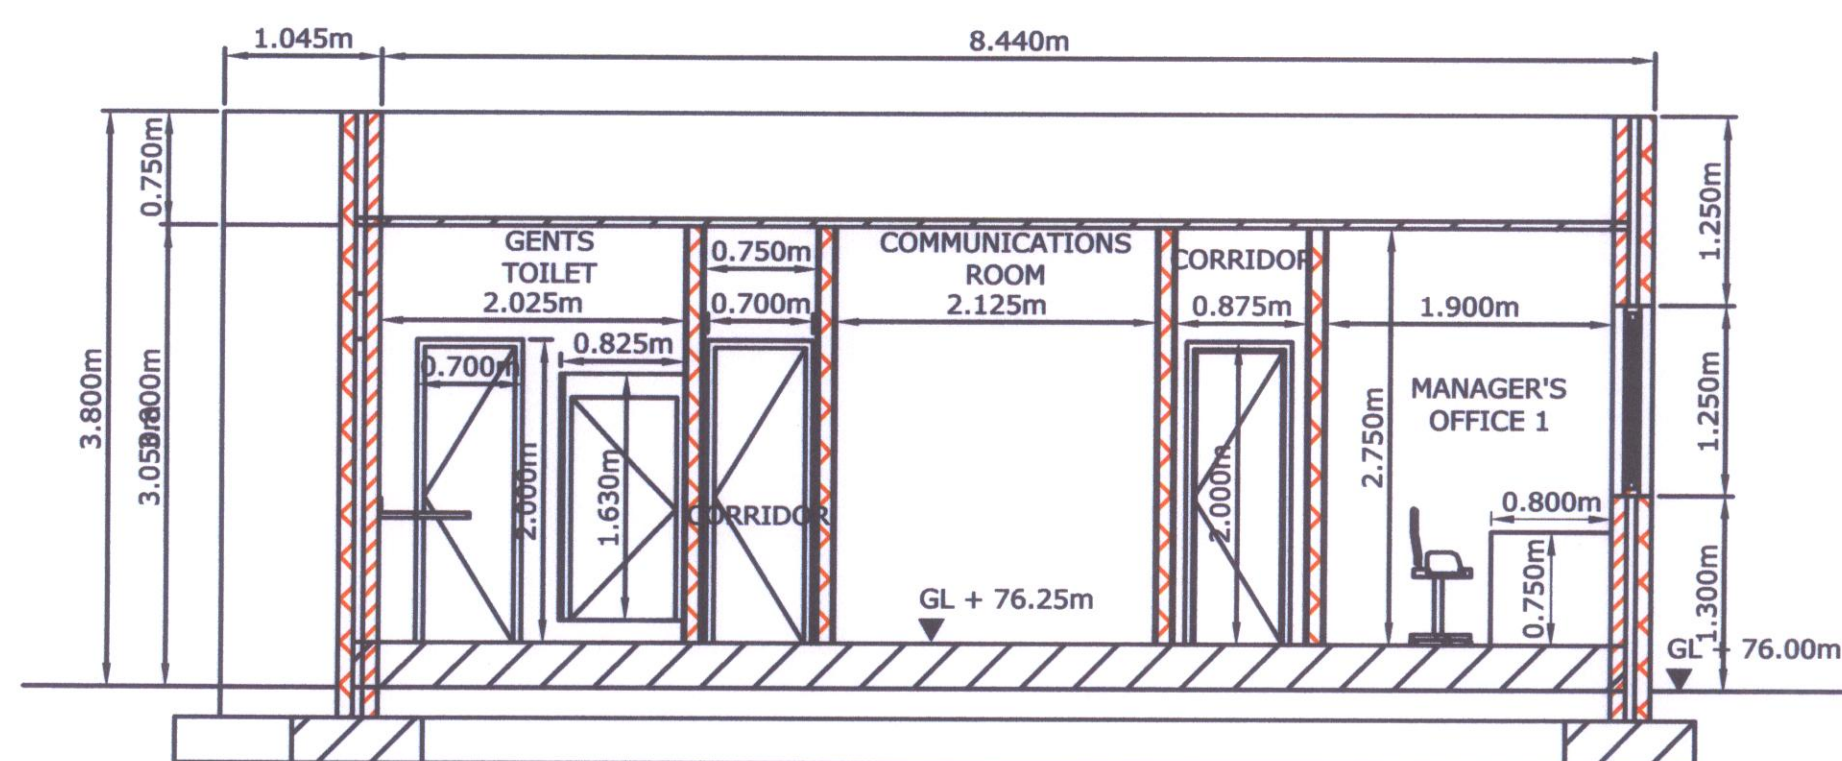 1.045m
8.440m
0.750m
1.250m
GENTS
TOILET
2.025m
0.750m
0.700m
COMMUNICATIONS
ROOM
2.125m
CORRIDOR
0.875m
1.900m
0.825m
0.700m
3.800m
2.000m
1.630m
CORRIDOR
2.000m
2.750m
MANAGER'S
OFFICE 1
1.250m
0.800m
0.750m
1.300m
GL + 76.25m
GL + 76.00m